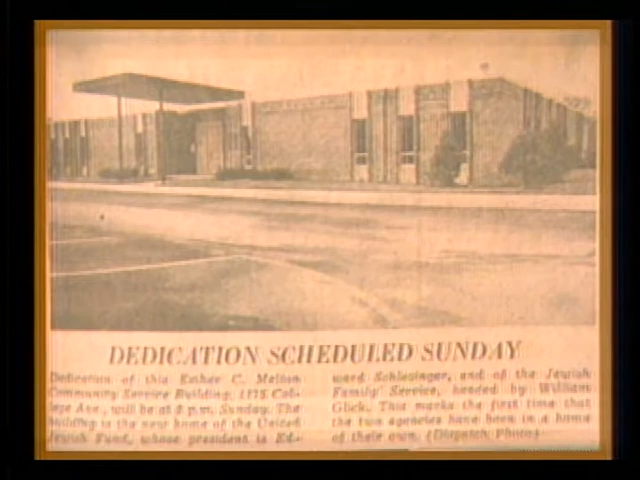 DEDICATION SCHEDULED SUNDAY
Dedication of this Esther C. Melton
Community Service Building, 1175 Col-
lege Ave., will be at 2 p.m. Sunday. The
building is the new home of the United
Jewish Fund, whose president is Ed-
ward Schlezinger, and of the Jewish
Family Service, headed by William
Glick. This marks the first time that
the two agencies have been in a home
of their own. (Dispatch Photo)